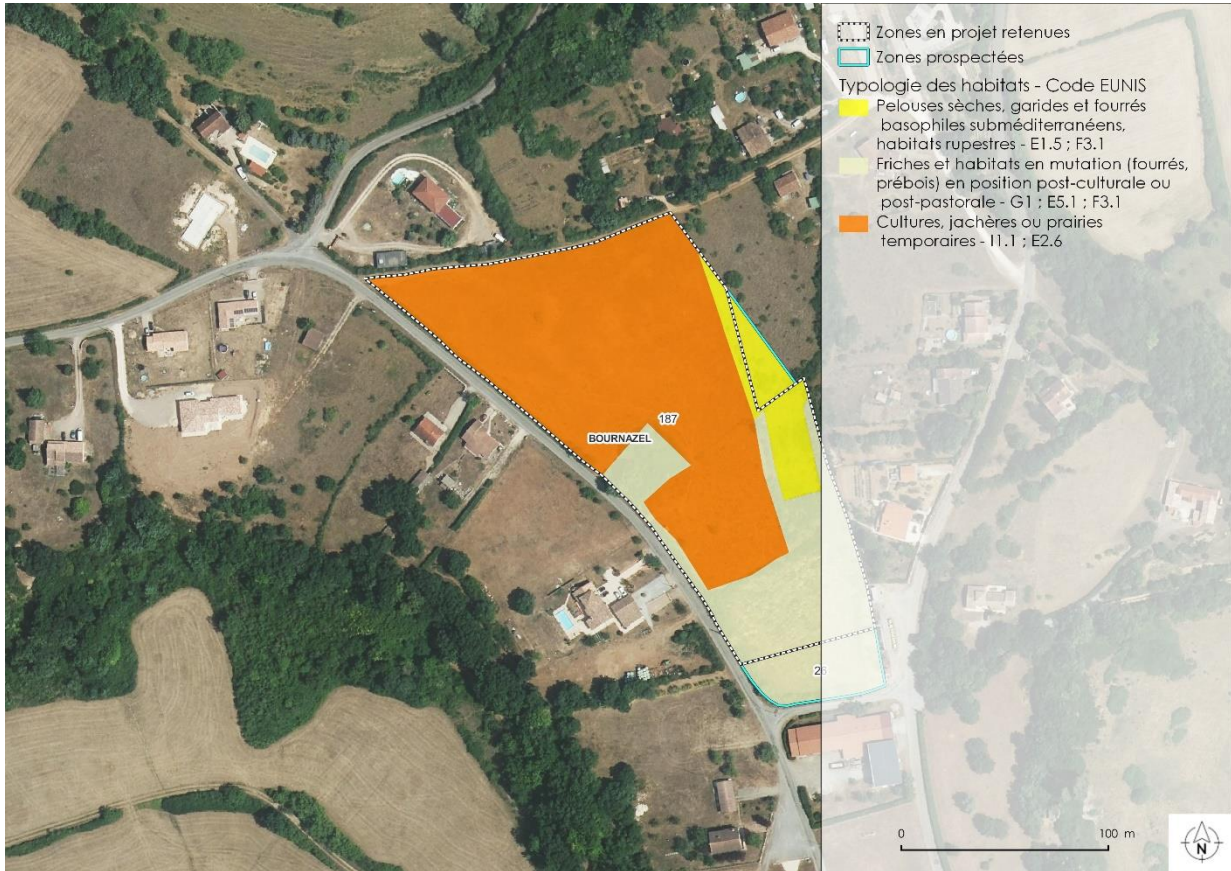 Zones en projet retenues
Zones prospectées
Typologie des habitats - Code EUNIS
Pelouses sèches, garides et fourrés
basophiles subméditerranéens,
habitats rupestres - E1.5 ; F3.1
Friches et habitats en mutation (fourrés,
prébois) en position post-culturale ou
post-pastorale - G1 ; E5.1 ; F3.1
Cultures, jachères ou prairies
temporaires - I1.1 ; E2.6
187
BOURNAZEL
0 100 m
N